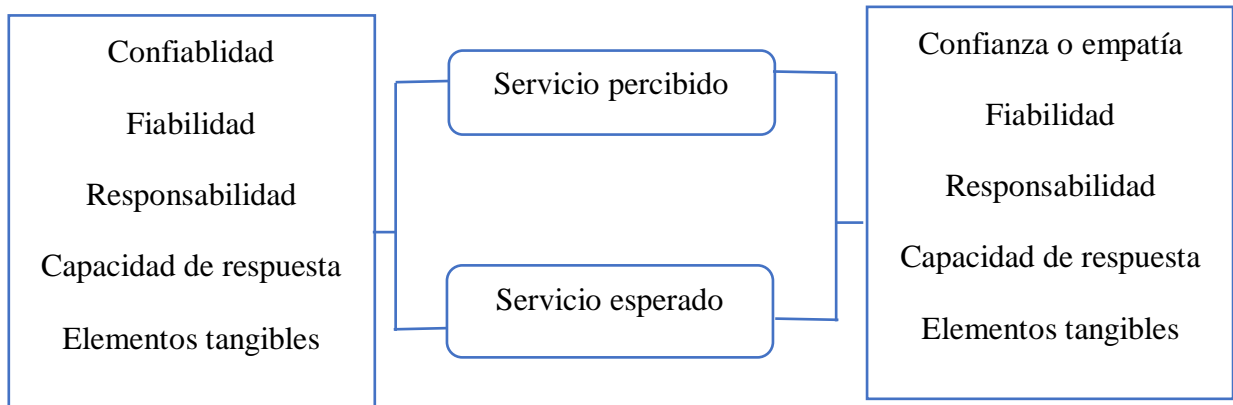 Confiablidad
Fiabilidad
Responsabilidad
Capacidad de respuesta
Elementos tangibles
Servicio percibido
Servicio esperado
Confianza o empatía
Fiabilidad
Responsabilidad
Capacidad de respuesta
Elementos tangibles